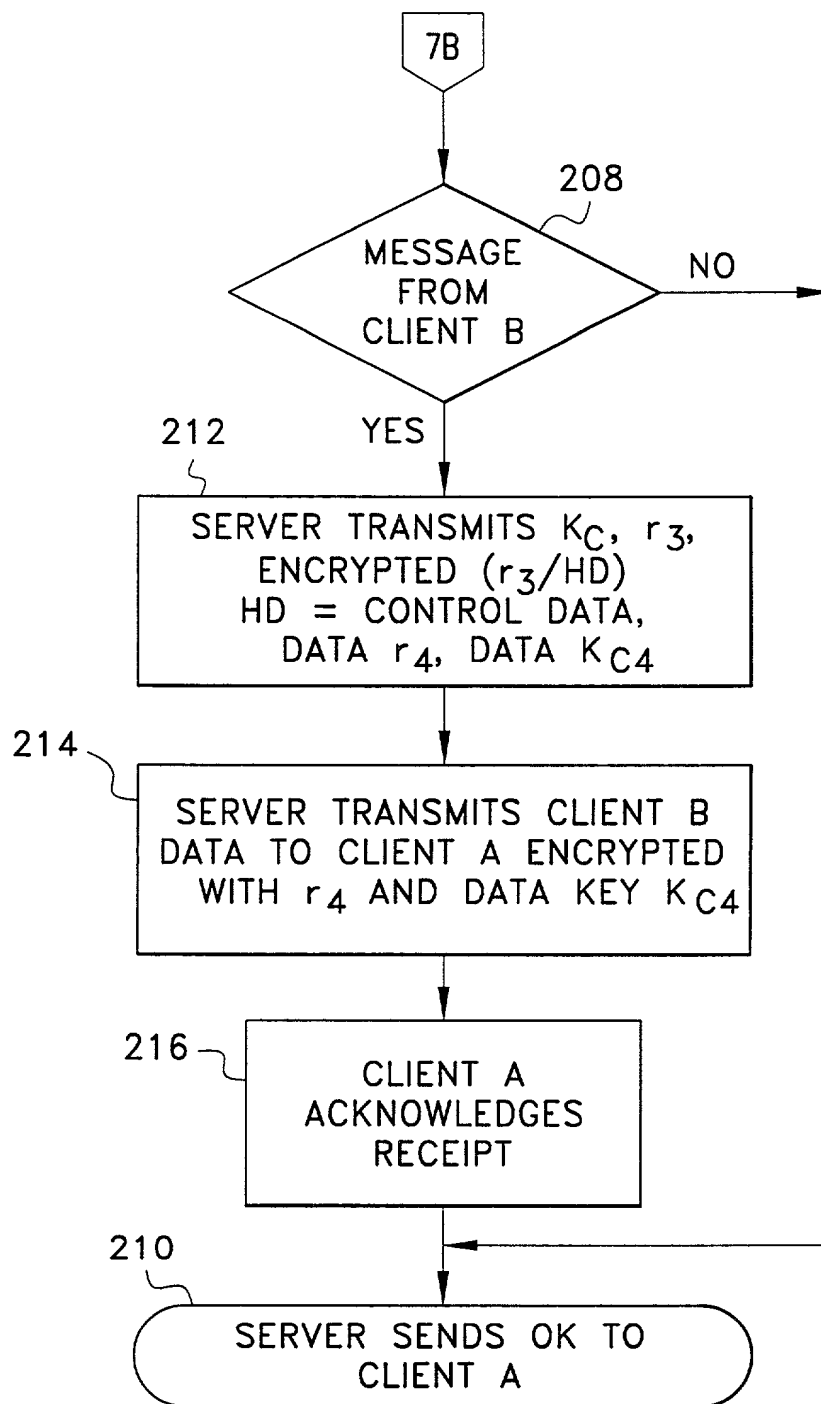 7B
208
MESSAGE
FROM
CLIENT B
NO
YES
212
SERVER TRANSMITS K_C, r_3,
ENCRYPTED (r_3/HD)
HD = CONTROL DATA,
DATA r_4, DATA K_C4
214
SERVER TRANSMITS CLIENT B
DATA TO CLIENT A ENCRYPTED
WITH r_4 AND DATA KEY K_C4
216
CLIENT A
ACKNOWLEDGES
RECEIPT
210
SERVER SENDS OK TO
CLIENT A